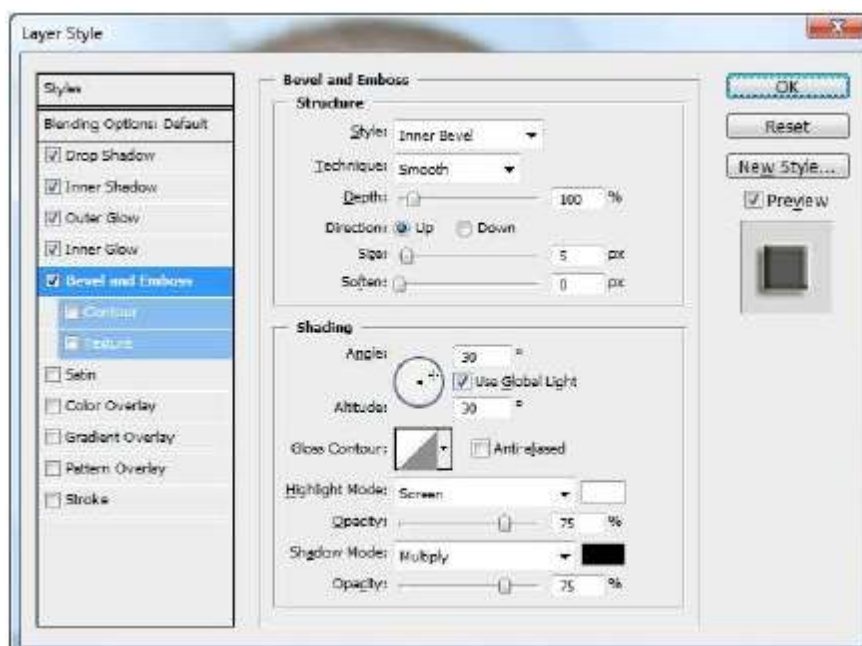 Layer Style
Styles
Blending Options: Default
Drop Shadow
Inner Shadow
Outer Glow
Inner Glow
Bevel and Emboss
Contour
Texture
Satin
Color Overlay
Gradient Overlay
Pattern Overlay
Stroke
Bevel and Emboss
Structure
Style: Inner Bevel
Technique: Smooth
Depth: 100 %
Direction: Up Down
Size: 5 px
Soften: 0 px
Shading
Angle: 30 °
Use Global Light
Altitude: 30 °
Gloss Contour: Anti-aliased
Highlight Mode: Screen
Opacity: 75 %
Shadow Mode: Multiply
Opacity: 75 %
OK
Reset
New Style...
Preview